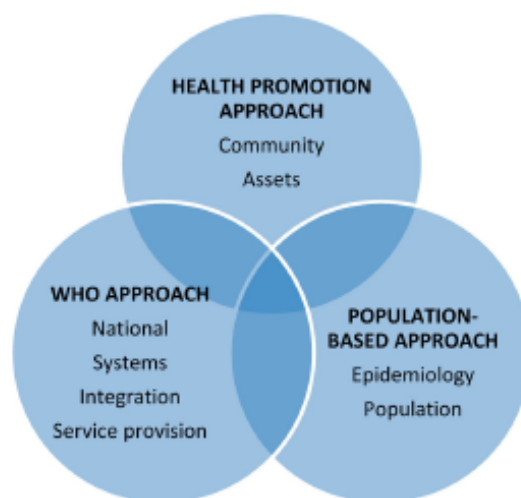 HEALTH PROMOTION
APPROACH
Community
Assets
WHO APPROACH
National
Systems
Integration
Service provision
POPULATION-
BASED APPROACH
Epidemiology
Population